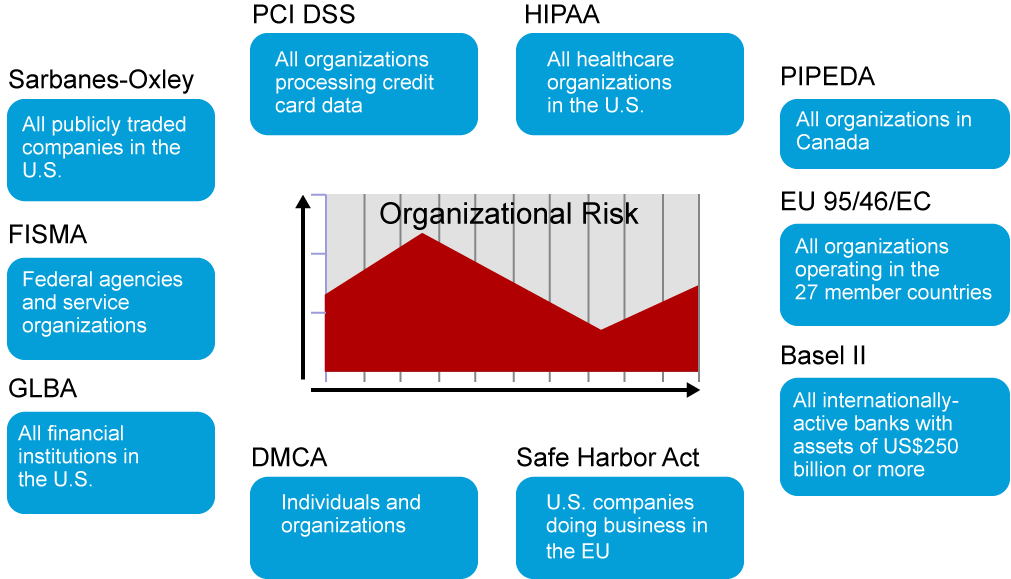 PCI DSS
All organizations
processing credit
card data
HIPAA
All healthcare
organizations
in the U.S.
Sarbanes-Oxley
All publicly traded
companies in the
U.S.
PIPEDA
All organizations in
Canada
Organizational Risk
FISMA
Federal agencies
and service
organizations
EU 95/46/EC
All organizations
operating in the
27 member countries
GLBA
All financial
institutions in
the U.S.
Basel II
All internationally-
active banks with
assets of US$250
billion or more
DMCA
Individuals and
organizations
Safe Harbor Act
U.S. companies
doing business in
the EU